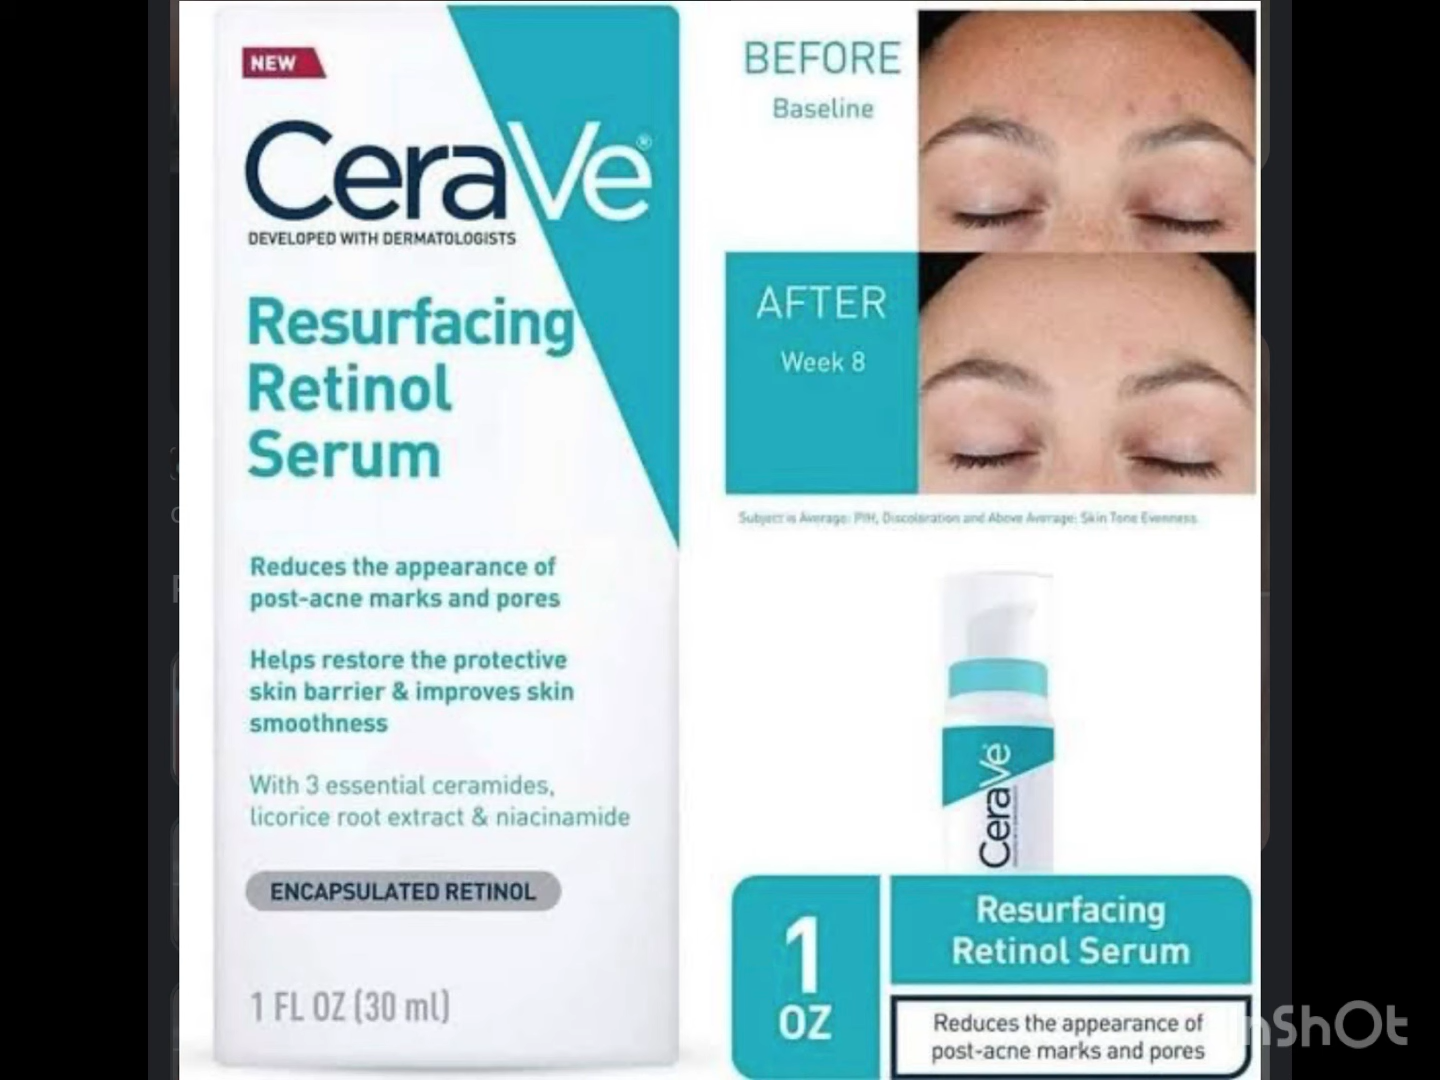 NEW
CeraVe®
DEVELOPED WITH DERMATOLOGISTS
Resurfacing
Retinol
Serum
Reduces the appearance of
post-acne marks and pores
Helps restore the protective
skin barrier & improves skin
smoothness
With 3 essential ceramides,
licorice root extract & niacinamide
ENCAPSULATED RETINOL
1 FL OZ (30 ml)
BEFORE
Baseline
AFTER
Week 8
Subject is Average: PIH, Discoloration and Above Average: Skin Tone Evenness
CeraVe
1
OZ
Resurfacing
Retinol Serum
Reduces the appearance of
post-acne marks and pores
InShOt